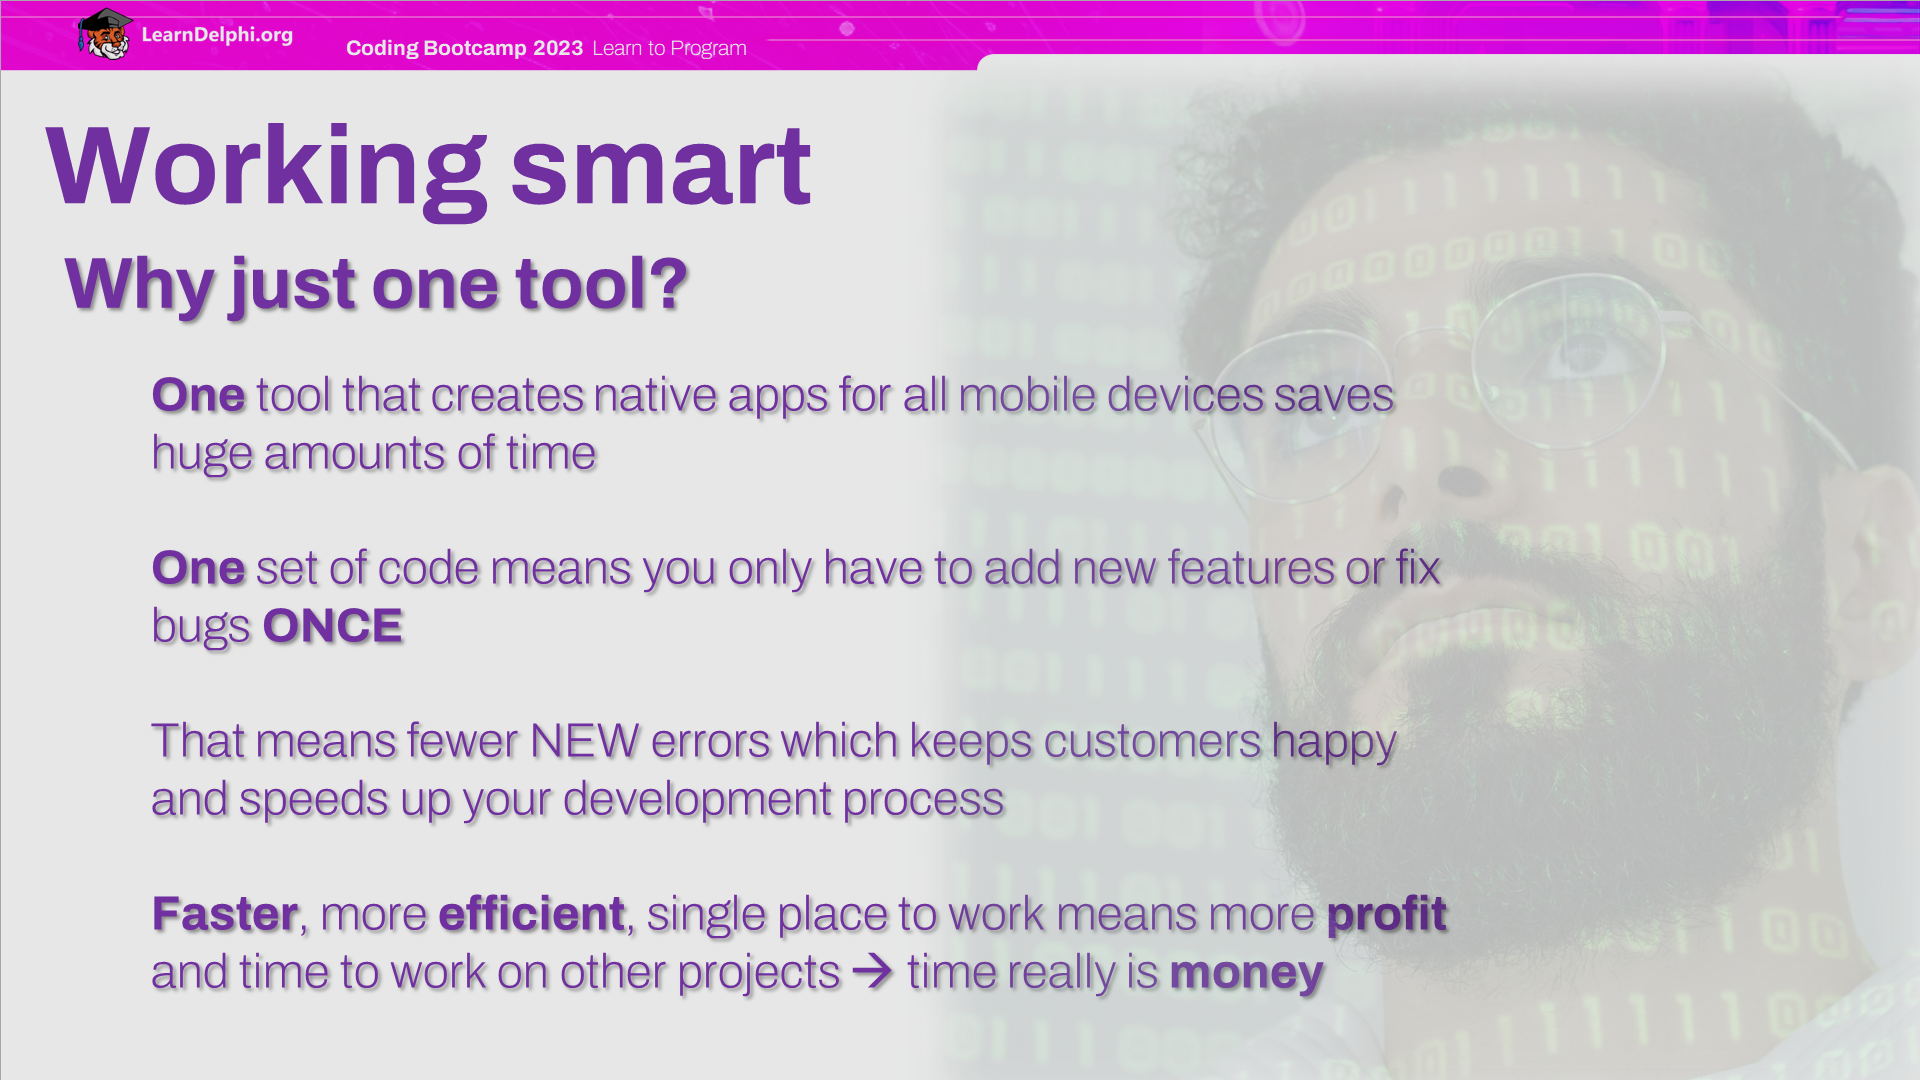 LearnDelphi.org
Coding Bootcamp 2023 Learn to Program
Working smart
Why just one tool?
One tool that creates native apps for all mobile devices saves
huge amounts of time
One set of code means you only have to add new features or fix
bugs ONCE
That means fewer NEW errors which keeps customers happy
and speeds up your development process
Faster, more efficient, single place to work means more profit
and time to work on other projects → time really is money